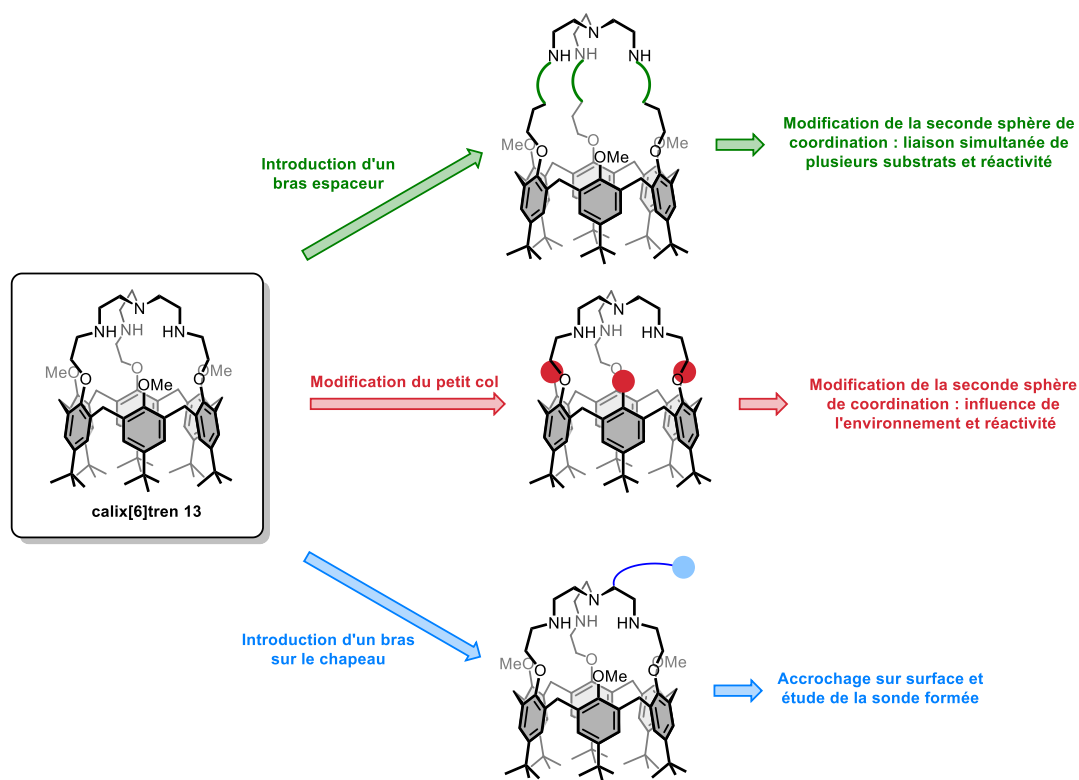 N
NH
NH
NH
MeO
O
OMe
O
O
OMe
Introduction d'un
bras espaceur
Modification de la seconde sphère de
coordination : liaison simultanée de
plusieurs substrats et réactivité
N
NH
NH
HN
MeO
O
OMe
O
O
OMe
calix[6]tren 13
Modification du petit col
N
NH
NH
HN
O
O
O
Modification de la seconde sphère
de coordination : influence de
l'environnement et réactivité
Introduction d'un bras
sur le chapeau
N
NH
NH
HN
MeO
O
OMe
O
O
OMe
Accrochage sur surface et
étude de la sonde formée